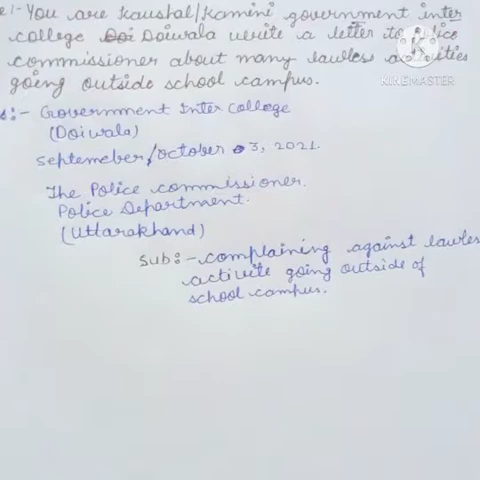 :- You are Kaushal/Kamini government inter
college Doiwala write a letter to Police
commissioner about many lawless activities
going outside school campus.
:- Government Inter College
(Doiwala)
Septemeber/October 3, 2021.
The Police commissioner.
Police Department.
(Uttarakhand)
Sub:- complaining against lawles
activite going outside of
school campus.
KINEMASTER